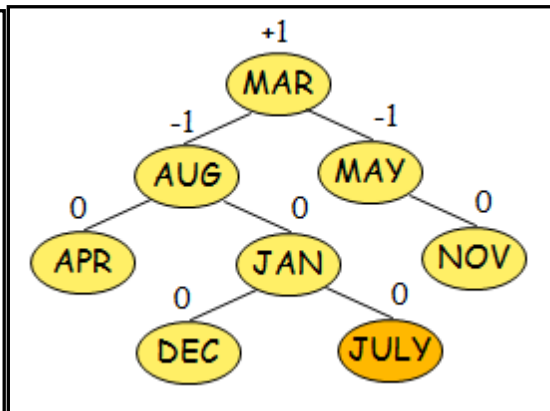 +1
MAR
-1 -1
AUG MAY
0 0 0
APR JAN NOV
0 0
DEC JULY